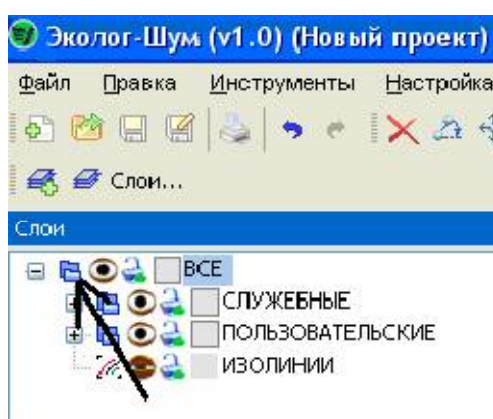 Эколог-Шум (v1.0) (Новый проект)
Файл Правка Инструменты Настройка
Слои...
Слои
ВСЕ
СЛУЖЕБНЫЕ
ПОЛЬЗОВАТЕЛЬСКИЕ
ИЗОЛИНИИ